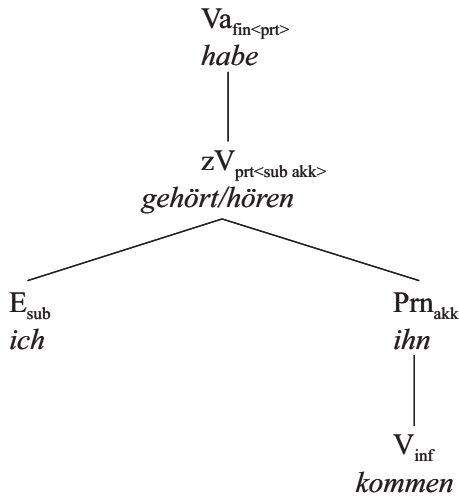 Va fin<prt>
habe
zV prt<sub akk>
gehört/hören
E sub
ich
Prn akk
ihn
V inf
kommen